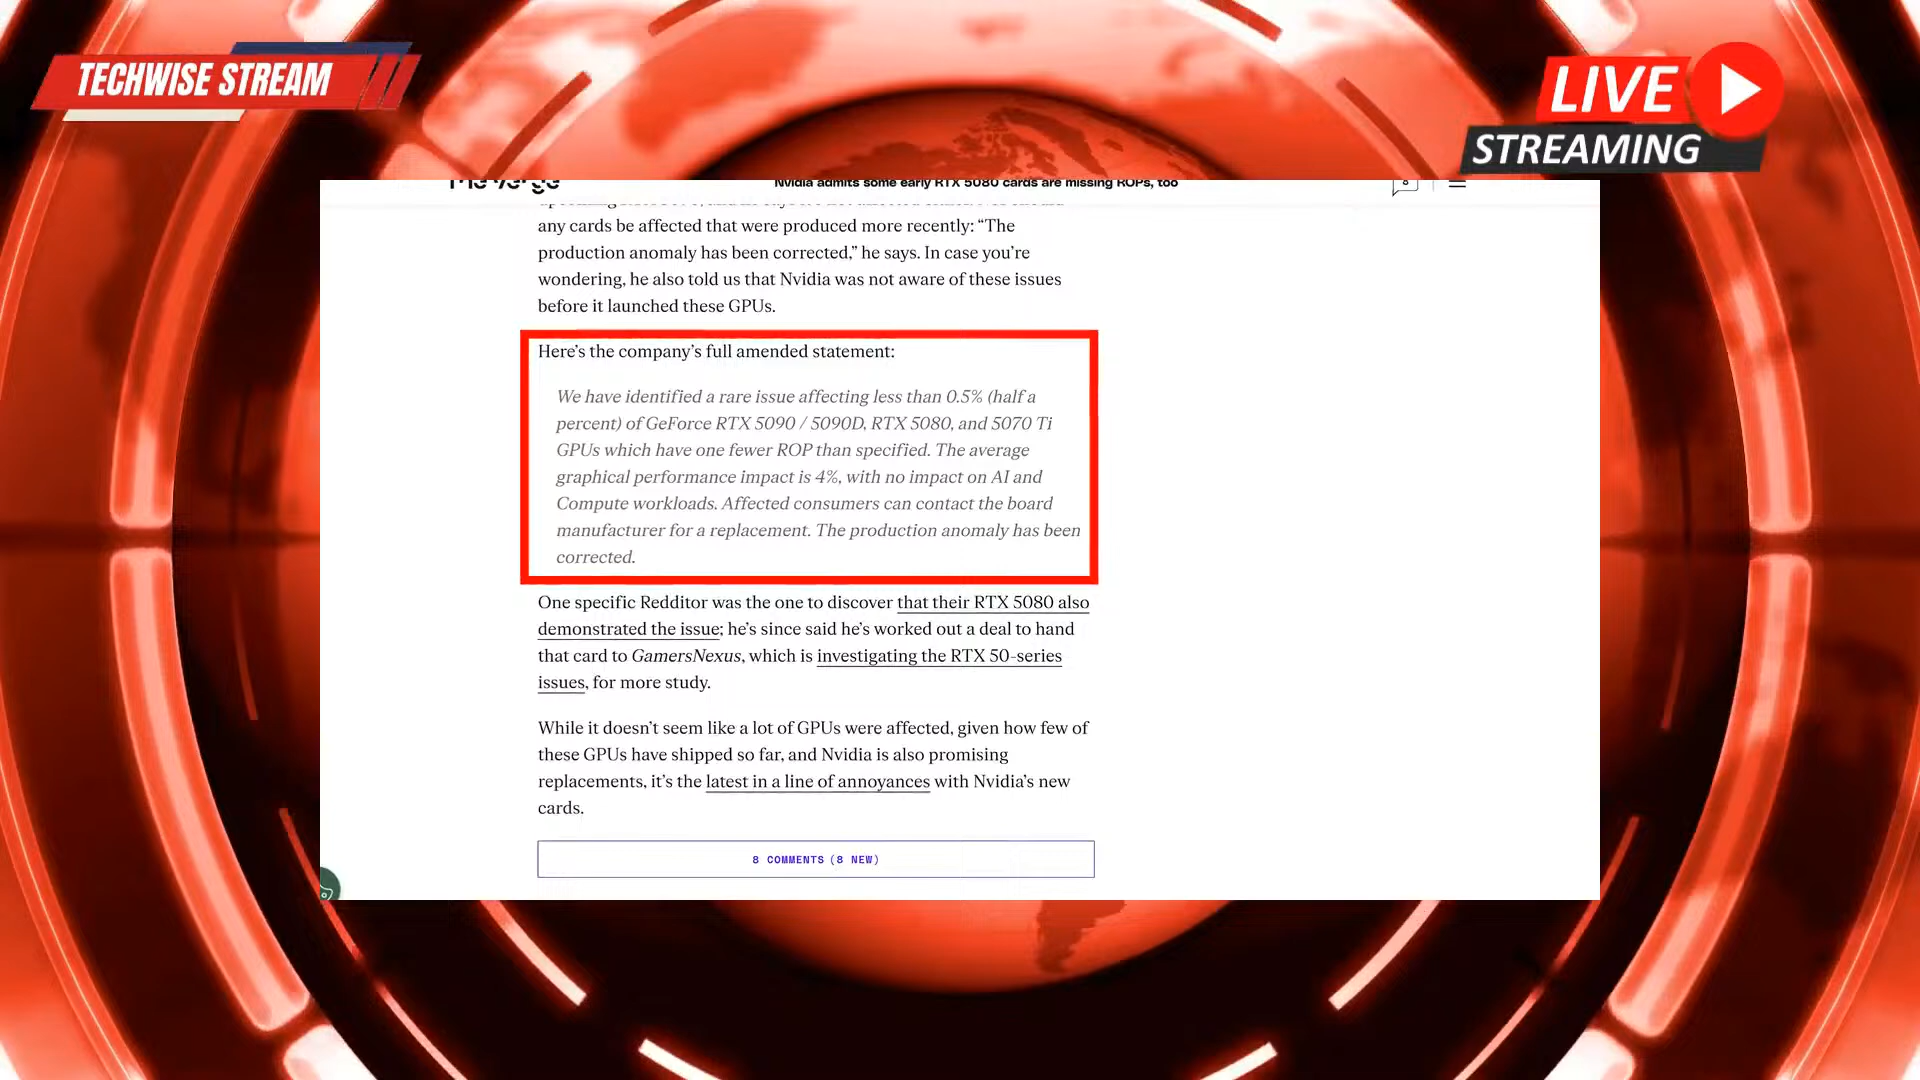 TECHWISE STREAM
LIVE
STREAMING
The Verge
Nvidia admits some early RTX 5080 cards are missing ROPs, too
any cards be affected that were produced more recently: “The
production anomaly has been corrected,” he says. In case you’re
wondering, he also told us that Nvidia was not aware of these issues
before it launched these GPUs.
Here’s the company’s full amended statement:
We have identified a rare issue affecting less than 0.5% (half a
percent) of GeForce RTX 5090 / 5090D, RTX 5080, and 5070 Ti
GPUs which have one fewer ROP than specified. The average
graphical performance impact is 4%, with no impact on AI and
Compute workloads. Affected consumers can contact the board
manufacturer for a replacement. The production anomaly has been
corrected.
One specific Redditor was the one to discover that their RTX 5080 also
demonstrated the issue; he’s since said he’s worked out a deal to hand
that card to GamersNexus, which is investigating the RTX 50-series
issues, for more study.
While it doesn’t seem like a lot of GPUs were affected, given how few of
these GPUs have shipped so far, and Nvidia is also promising
replacements, it’s the latest in a line of annoyances with Nvidia’s new
cards.
8 COMMENTS (8 NEW)